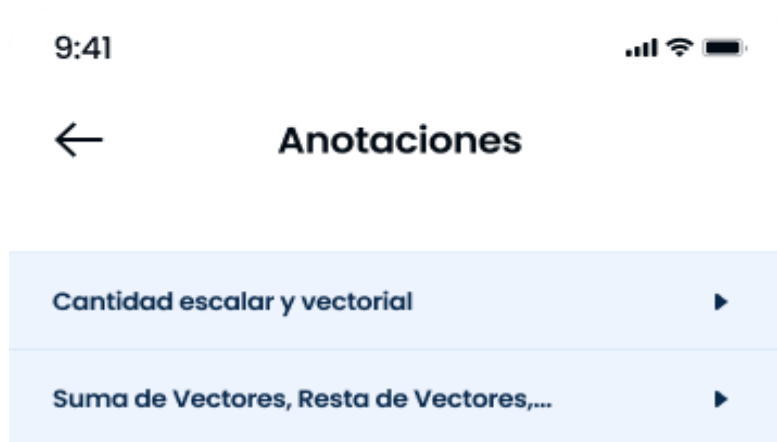 9:41
Anotaciones
Cantidad escalar y vectorial
Suma de Vectores, Resta de Vectores,...